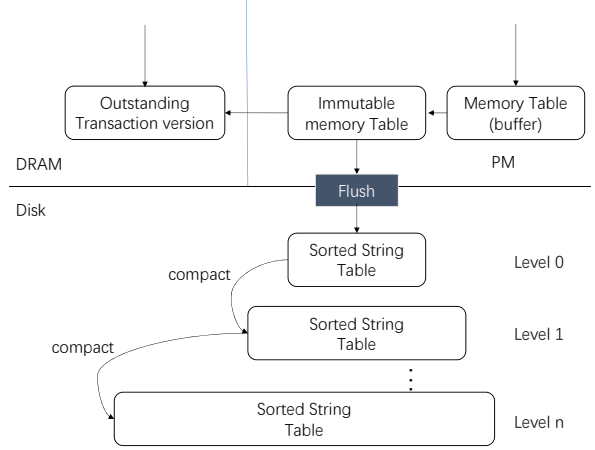 Outstanding
Transaction version
Immutable
memory Table
Memory Table
(buffer)
DRAM
PM
Flush
Disk
Sorted String
Table
Level 0
compact
Sorted String
Table
Level 1
compact
Sorted String
Table
Level n